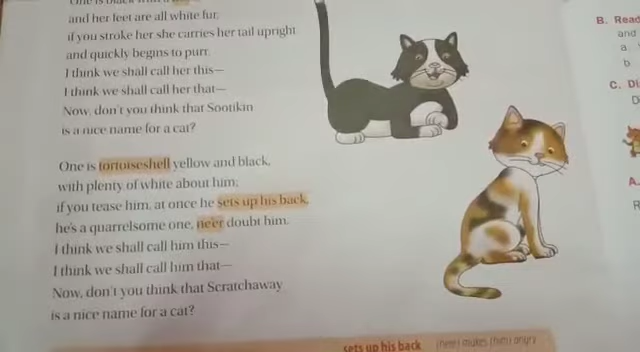 and her feet are all white fur,
if you stroke her she carries her tail upright
and quickly begins to purr.
I think we shall call her this—
I think we shall call her that—
Now, don't you think that Sootikin
is a nice name for a cat?
One is tortoiseshell yellow and black,
with plenty of white about him;
if you tease him, at once he sets up his back,
he's a quarrelsome one, ne'er doubt him.
I think we shall call him this—
I think we shall call him that—
Now, don't you think that Scratchaway
is a nice name for a cat?
sets up his back (here) makes (him) angry
B. Read
and
a
b
C. Di
D
A.
R